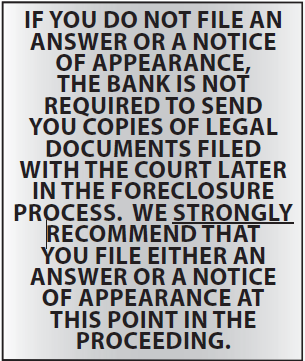 IF YOU DO NOT FILE AN
ANSWER OR A NOTICE
OF APPEARANCE,
THE BANK IS NOT
REQUIRED TO SEND
YOU COPIES OF LEGAL
DOCUMENTS FILED
WITH THE COURT LATER
IN THE FORECLOSURE
PROCESS. WE STRONGLY
RECOMMEND THAT
YOU FILE EITHER AN
ANSWER OR A NOTICE
OF APPEARANCE AT
THIS POINT IN THE
PROCEEDING.